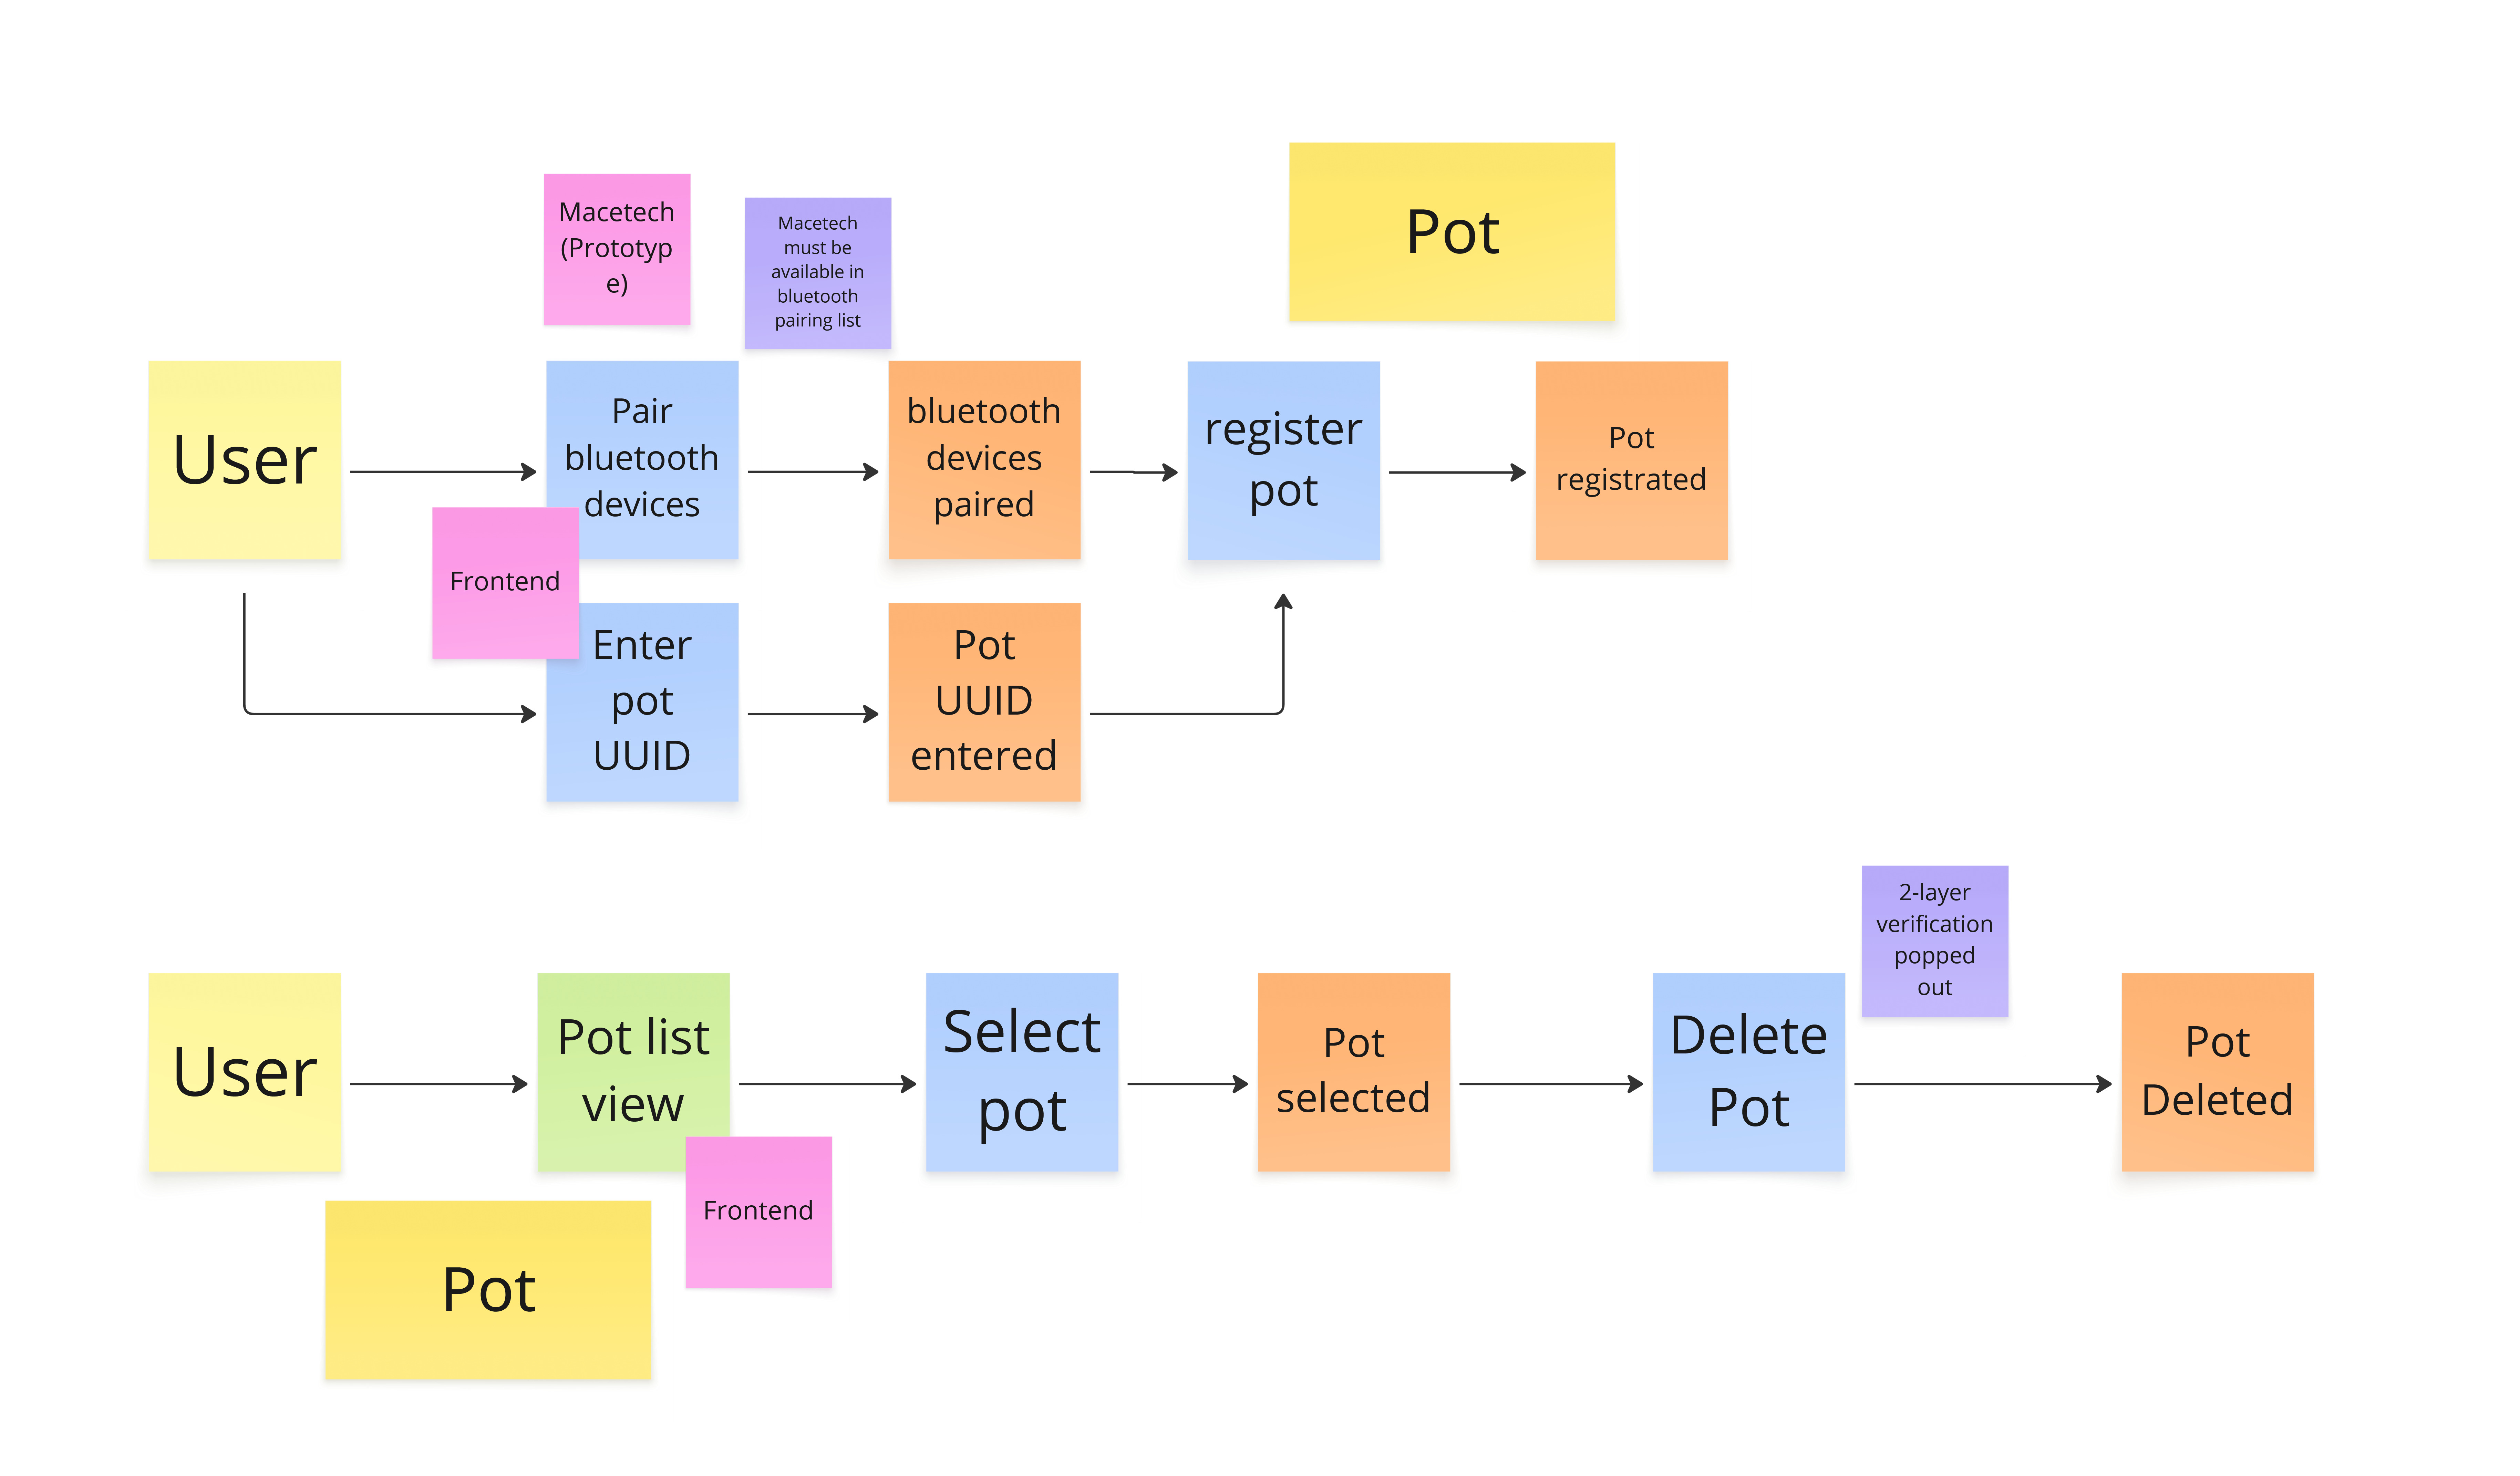 Macetech
(Prototyp
e)
Macetech
must be
available in
bluetooth
pairing list
Pot
User
Pair
bluetooth
devices
bluetooth
devices
paired
register
pot
Pot
registrated
Frontend
Enter
pot
UUID
Pot
UUID
entered
2-layer
verification
popped
out
User
Pot list
view
Select
pot
Pot
selected
Delete
Pot
Pot
Deleted
Frontend
Pot